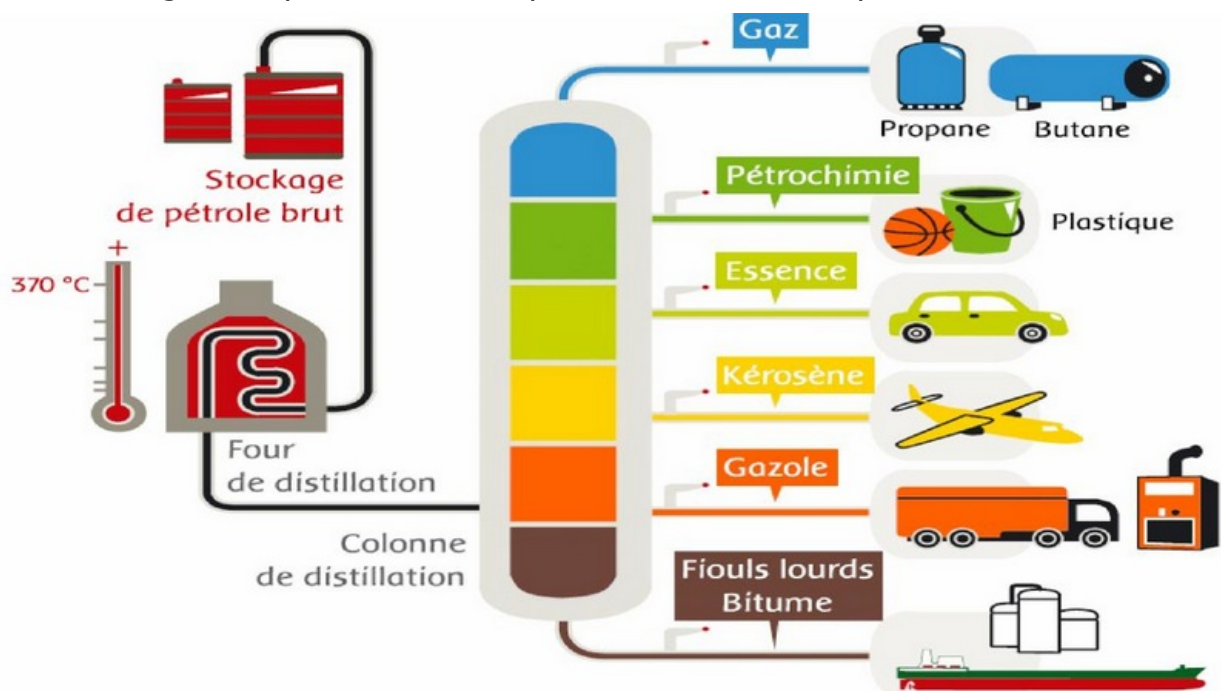 Gaz
Propane Butane
Stockage
de pétrole brut
Pétrochimie
Plastique
+
370 °C
Essence
Kérosène
Four
de distillation
Gazole
Colonne
de distillation
Fiouls lourds
Bitume